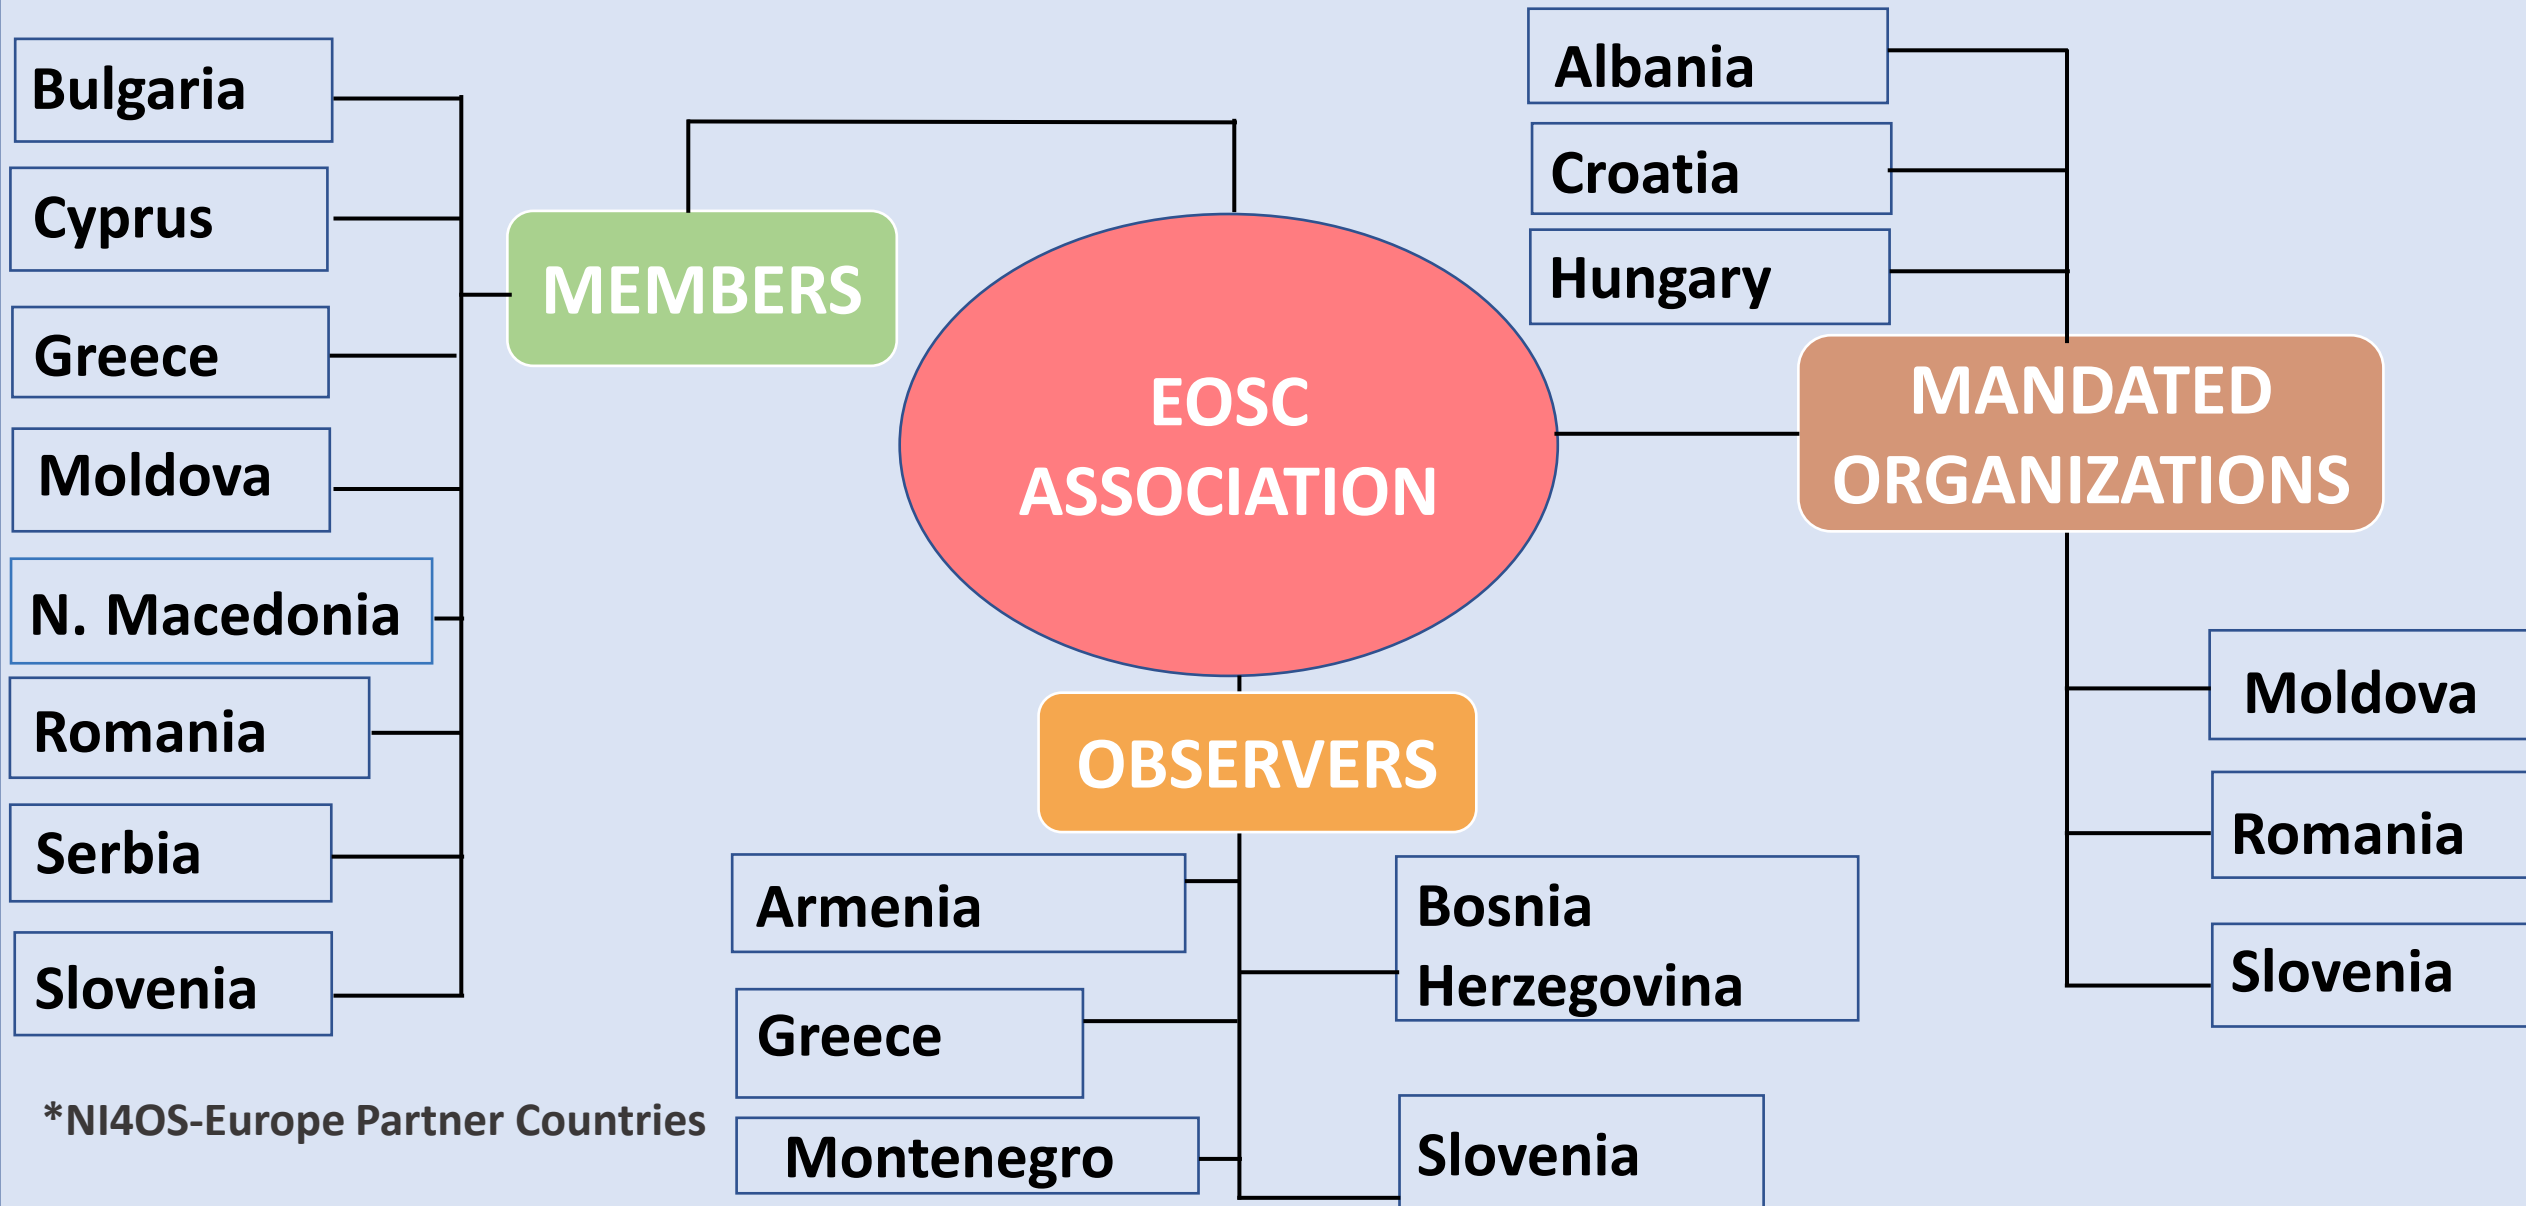 Bulgaria
Cyprus
Greece
Moldova
N. Macedonia
Romania
Serbia
Slovenia
MEMBERS
EOSC
ASSOCIATION
Albania
Croatia
Hungary
MANDATED
ORGANIZATIONS
Moldova
Romania
Slovenia
OBSERVERS
Armenia
Greece
Montenegro
Bosnia
Herzegovina
Slovenia
*NI4OS-Europe Partner Countries